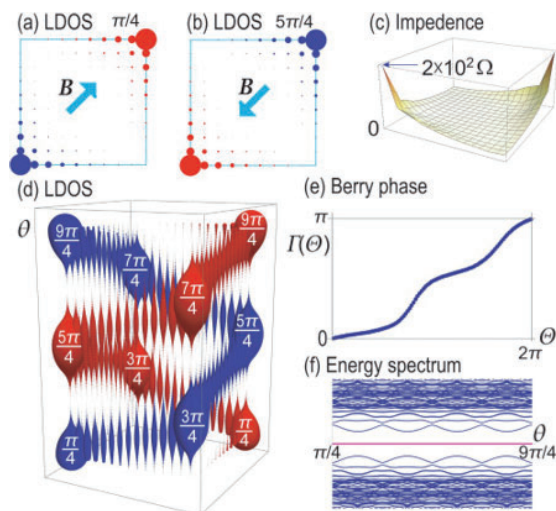 (a) LDOS π/4
(b) LDOS 5π/4
(c) Impedence
B
B
2×10²Ω
0
(d) LDOS
θ
9π/4
9π/4
7π/4
7π/4
5π/4
5π/4
3π/4
3π/4
π/4
π/4
(e) Berry phase
π
Γ(Θ)
0
2π
Θ
(f) Energy spectrum
θ
π/4
9π/4